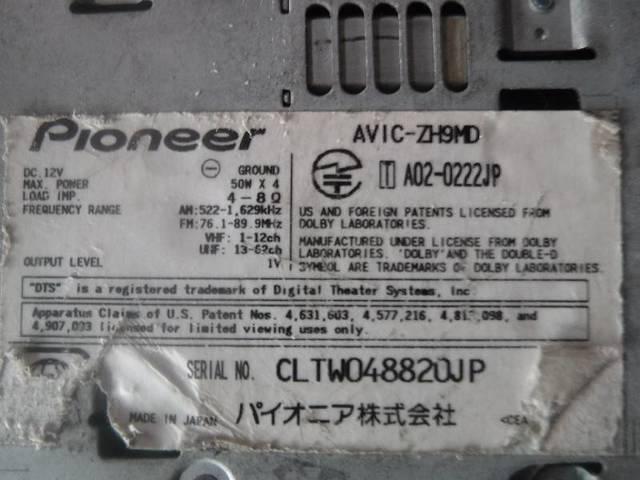 Pioneer
AVIC-ZH9MD
DC.12V ⊖ GROUND
MAX. POWER 50W X 4
LOAD IMP. 4-8Ω
FREQUENCY RANGE AM:522-1,629kHz
FM:76.1-89.9MHz
VHF: 1-12ch
UHF: 13-62ch
OUTPUT LEVEL 1V
T A02-0222JP
US AND FOREIGN PATENTS LICENSED FROM
DOLBY LABORATORIES.
MANUFACTURED UNDER LICENSE FROM DOLBY
LABORATORIES. 'DOLBY' AND THE DOUBLE-D
SYMBOL ARE TRADEMARKS OF DOLBY LABORATORIES.
"DTS" is a registered trademark of Digital Theater Systems, Inc
Apparatus Claims of U.S. Patent Nos. 4,631,603, 4,577,216, and
licensed for limited viewing uses only.
SERIAL NO. CLTW048820JP
MADE IN JAPAN パイオニア株式会社 <CEA